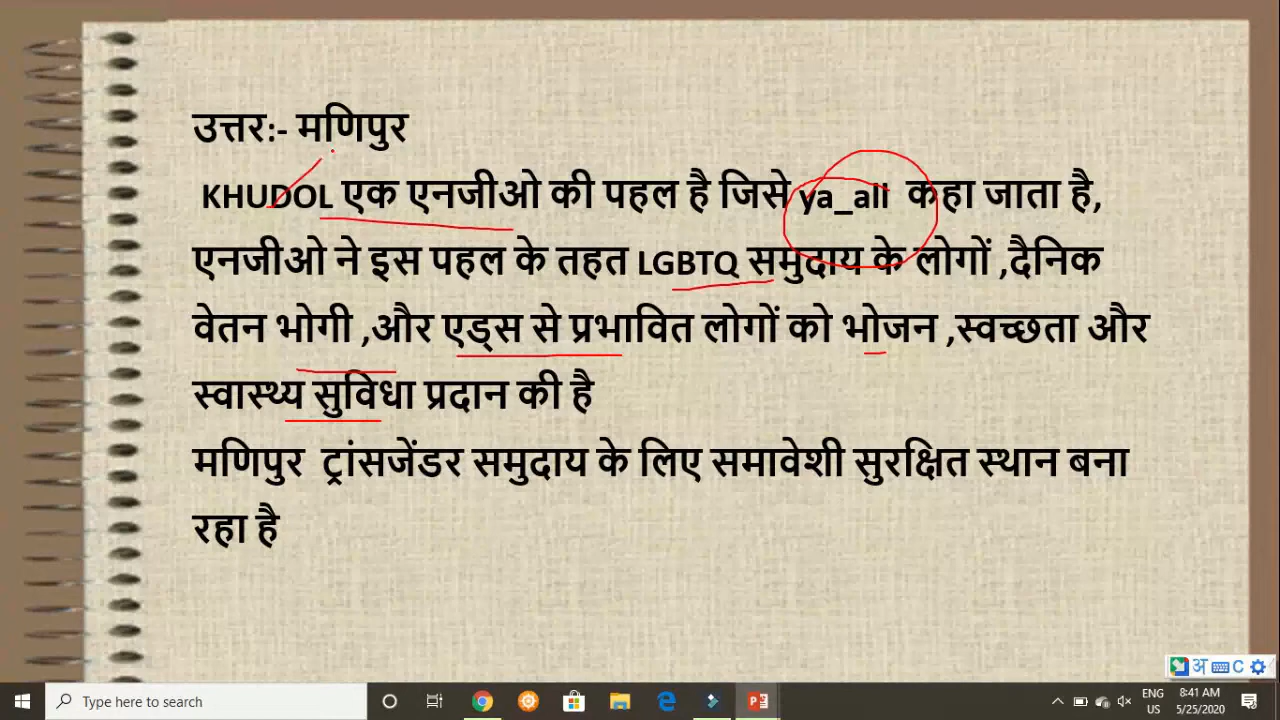 उत्तर:- मणिपुर
KHUDOL एक एनजीओ की पहल है जिसे ya_all कहा जाता है,
एनजीओ ने इस पहल के तहत LGBTQ समुदाय के लोगों ,दैनिक
वेतन भोगी ,और एड्स से प्रभावित लोगों को भोजन ,स्वच्छता और
स्वास्थ्य सुविधा प्रदान की है
मणिपुर ट्रांसजेंडर समुदाय के लिए समावेशी सुरक्षित स्थान बना
रहा है
अ C
Type here to search
ENG
US
8:41 AM
5/25/2020